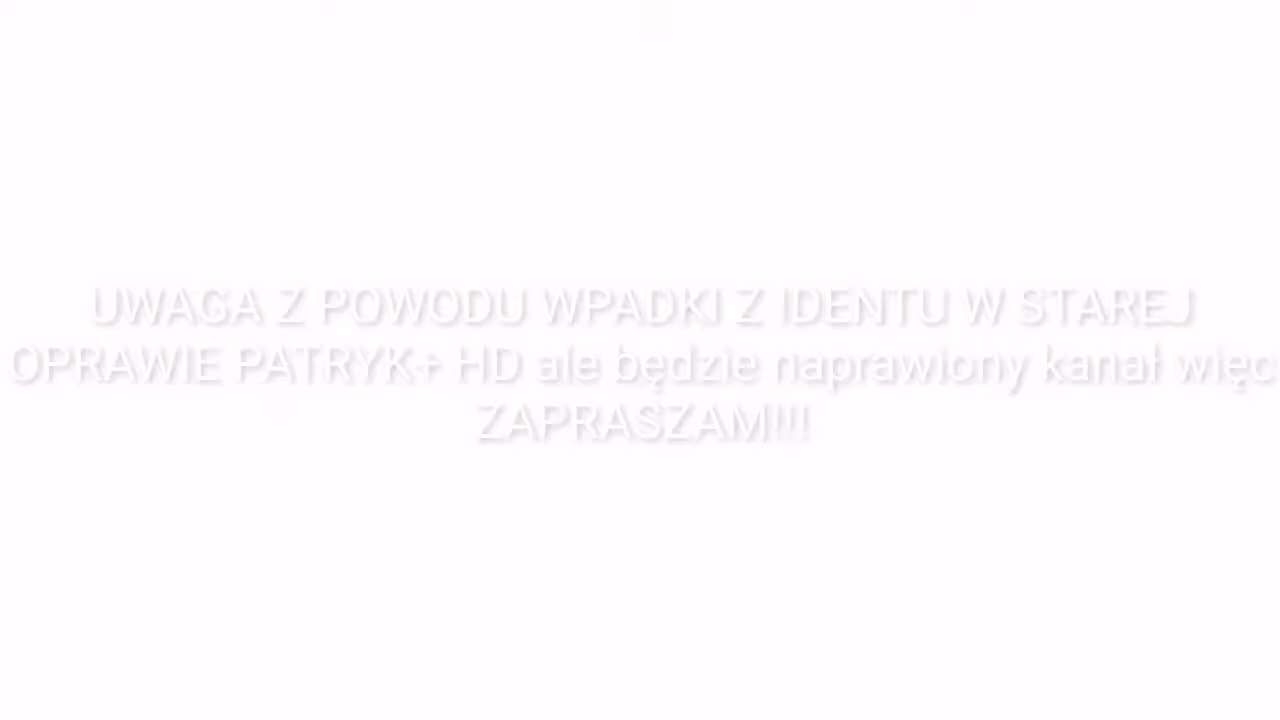 UWAGA Z POWODU WPADKI Z IDENTU W STAREJ
OPRAWIE PATRYK+ HD ale będzie naprawiony kanał więc
ZAPRASZAM!!!